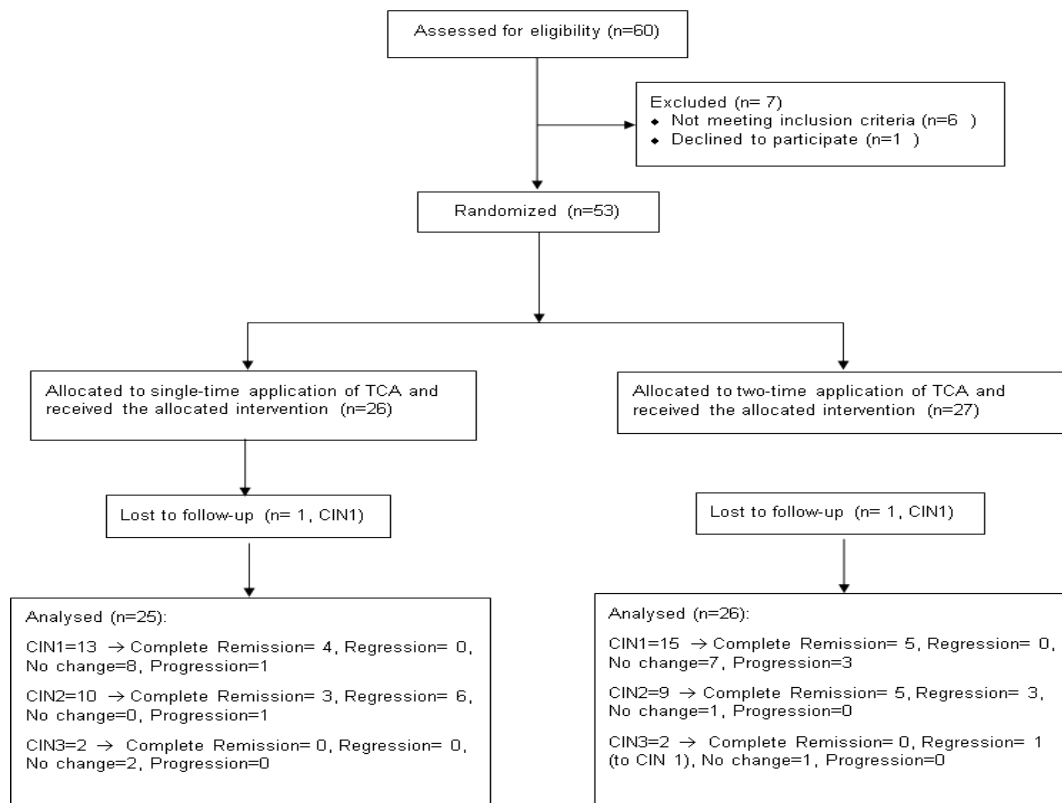 Assessed for eligibility (n=60)
Excluded (n= 7)
◆ Not meeting inclusion criteria (n=6 )
◆ Declined to participate (n=1 )
Randomized (n=53)
Allocated to single-time application of TCA and
received the allocated intervention (n=26)
Allocated to two-time application of TCA and
received the allocated intervention (n=27)
Lost to follow-up (n= 1, CIN1)
Lost to follow-up (n= 1, CIN1)
Analysed (n=25):
CIN1=13 → Complete Remission= 4, Regression= 0,
No change=8, Progression=1
CIN2=10 → Complete Remission= 3, Regression= 6,
No change=0, Progression=1
CIN3=2 → Complete Remission= 0, Regression= 0,
No change=2, Progression=0
Analysed (n=26):
CIN1=15 → Complete Remission= 5, Regression= 0,
No change=7, Progression=3
CIN2=9 → Complete Remission= 5, Regression= 3,
No change=1, Progression=0
CIN3=2 → Complete Remission= 0, Regression= 1
(to CIN 1), No change=1, Progression=0